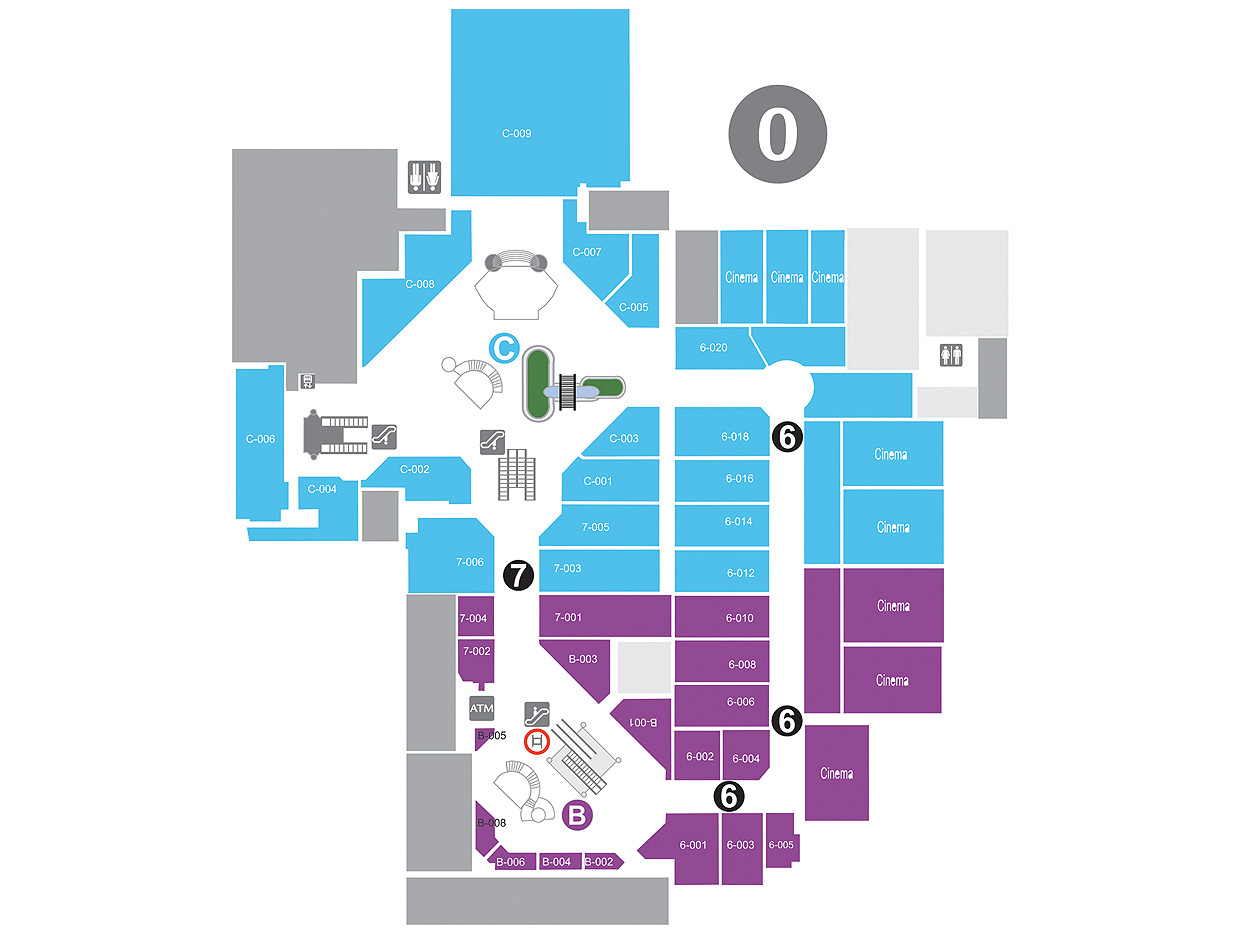 C-009
0
C-007
C-008
C-005
Cinema
Cinema
Cinema
C
6-020
C-006
C-003
6-018
6
C-002
C-004
C-001
6-016
Cinema
7-005
6-014
Cinema
7-006
7
7-003
6-012
7-004
7-001
6-010
Cinema
7-002
B-003
6-008
Cinema
ATM
B-001
6-006
6
B-005
6-002
6-004
Cinema
6
B
B-008
B-006
B-004
B-002
6-001
6-003
6-005